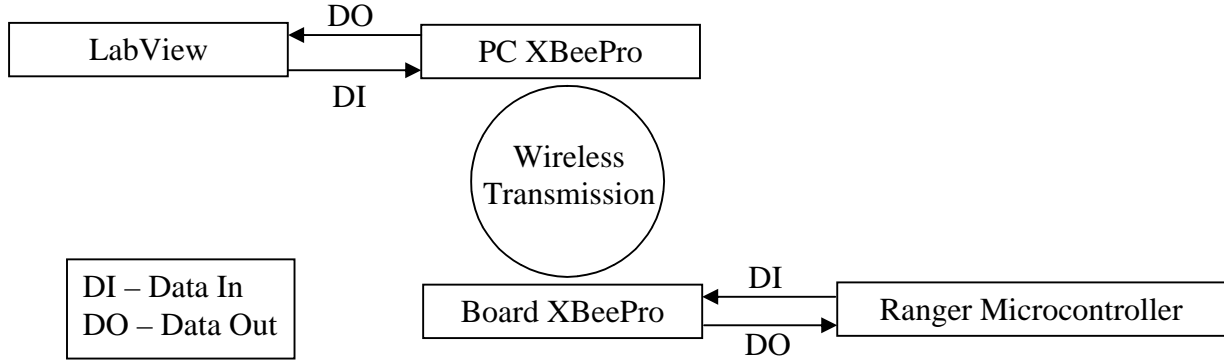 DO
LabView
PC XBeePro
DI
Wireless
Transmission
DI – Data In
DO – Data Out
DI
Board XBeePro
Ranger Microcontroller
DO